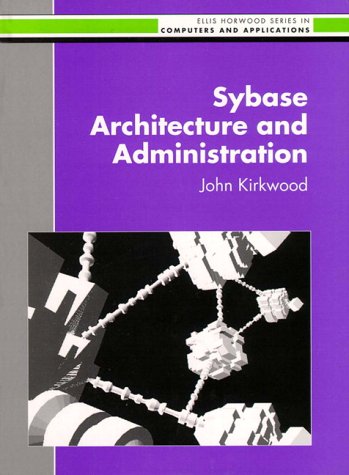 ELLIS HORWOOD SERIES IN
COMPUTERS AND APPLICATIONS
Sybase
Architecture and
Administration
John Kirkwood